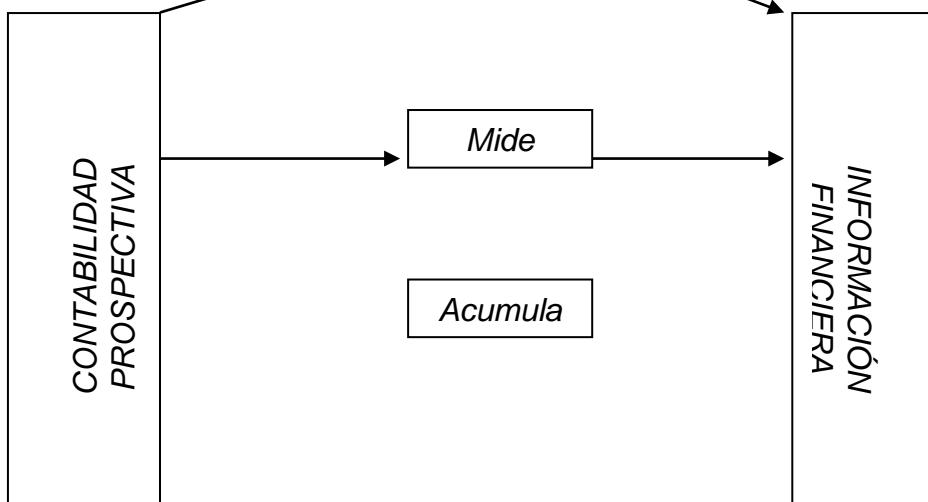 CONTABILIDAD
PROSPECTIVA
Mide
Acumula
INFORMACIÓN
FINANCIERA